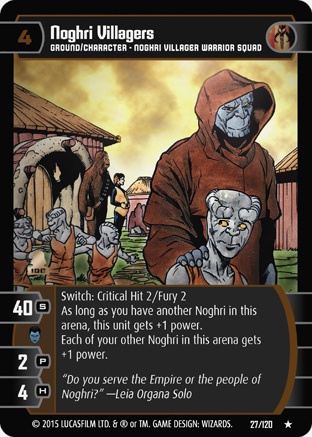 4
Noghri Villagers
GROUND/CHARACTER - NOGHRI VILLAGER WARRIOR SQUAD
40 S
2 P
4 H
Switch: Critical Hit 2/Fury 2
As long as you have another Noghri in this
arena, this unit gets +1 power.
Each of your other Noghri in this arena gets
+1 power.
“Do you serve the Empire or the people of
Noghri?” —Leia Organa Solo
© 2015 LUCASFILM LTD. & ® or TM. GAME DESIGN: WIZARDS. 27/120 ★